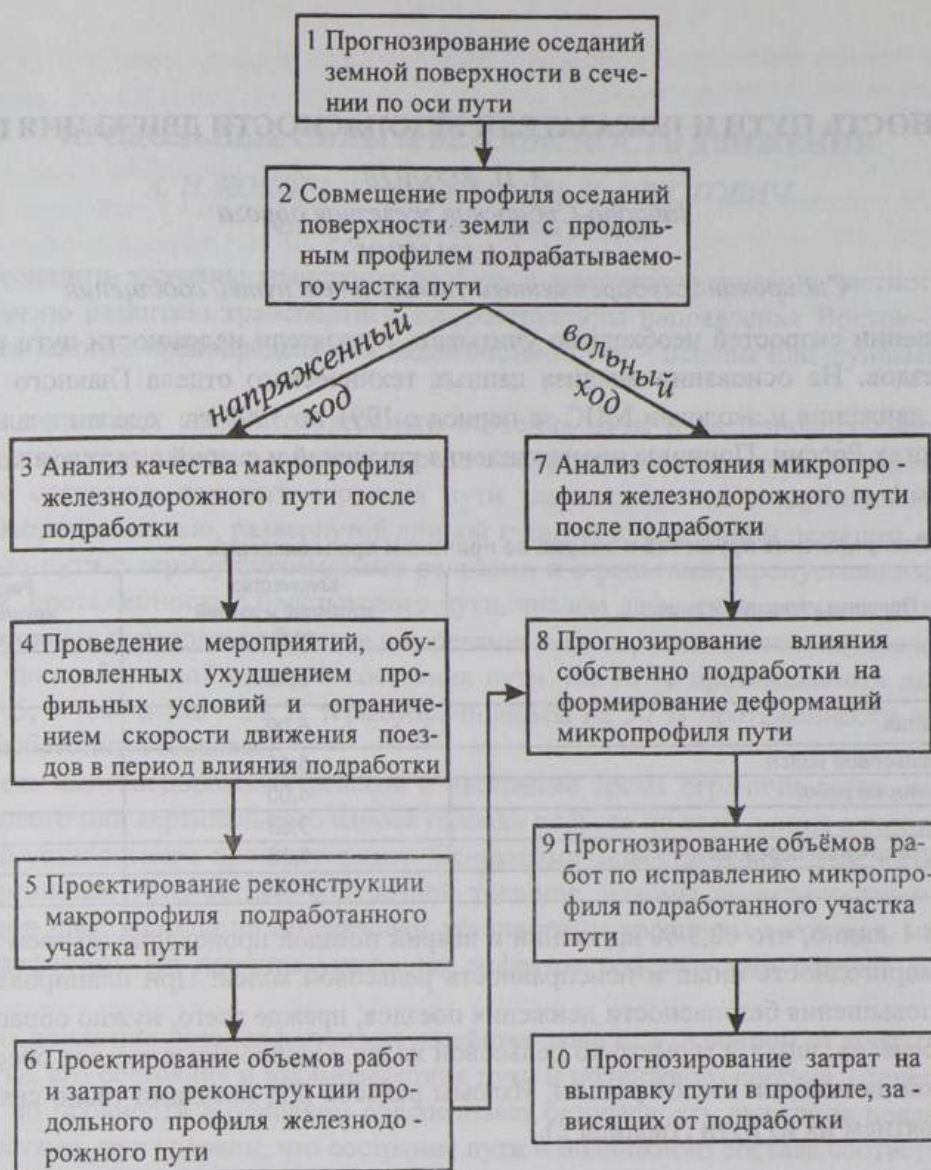 1 Прогнозирование оседаний
земной поверхности в сече-
нии по оси пути
2 Совмещение профиля оседаний
поверхности земли с продоль-
ным профилем подрабатываемо-
го участка пути
напряженный
ход
вольный
ход
3 Анализ качества макропрофиля
железнодорожного пути после
подработки
7 Анализ состояния микропро-
филя железнодорожного пути
после подработки
4 Проведение мероприятий, обу-
словленных ухудшением про-
фильных условий и ограниче-
нием скорости движения поез-
дов в период влияния подработки
8 Прогнозирование влияния
собственно подработки на
формирование деформаций
микропрофиля пути
5 Проектирование реконструкции
макропрофиля подработанного
участка пути
9 Прогнозирование объёмов ра-
бот по исправлению микропро-
филя подработанного участка
пути
6 Проектирование объемов работ
и затрат по реконструкции про-
дольного профиля железнодо-
рожного пути
10 Прогнозирование затрат на
выправку пути в профиле, за-
висящих от подработки